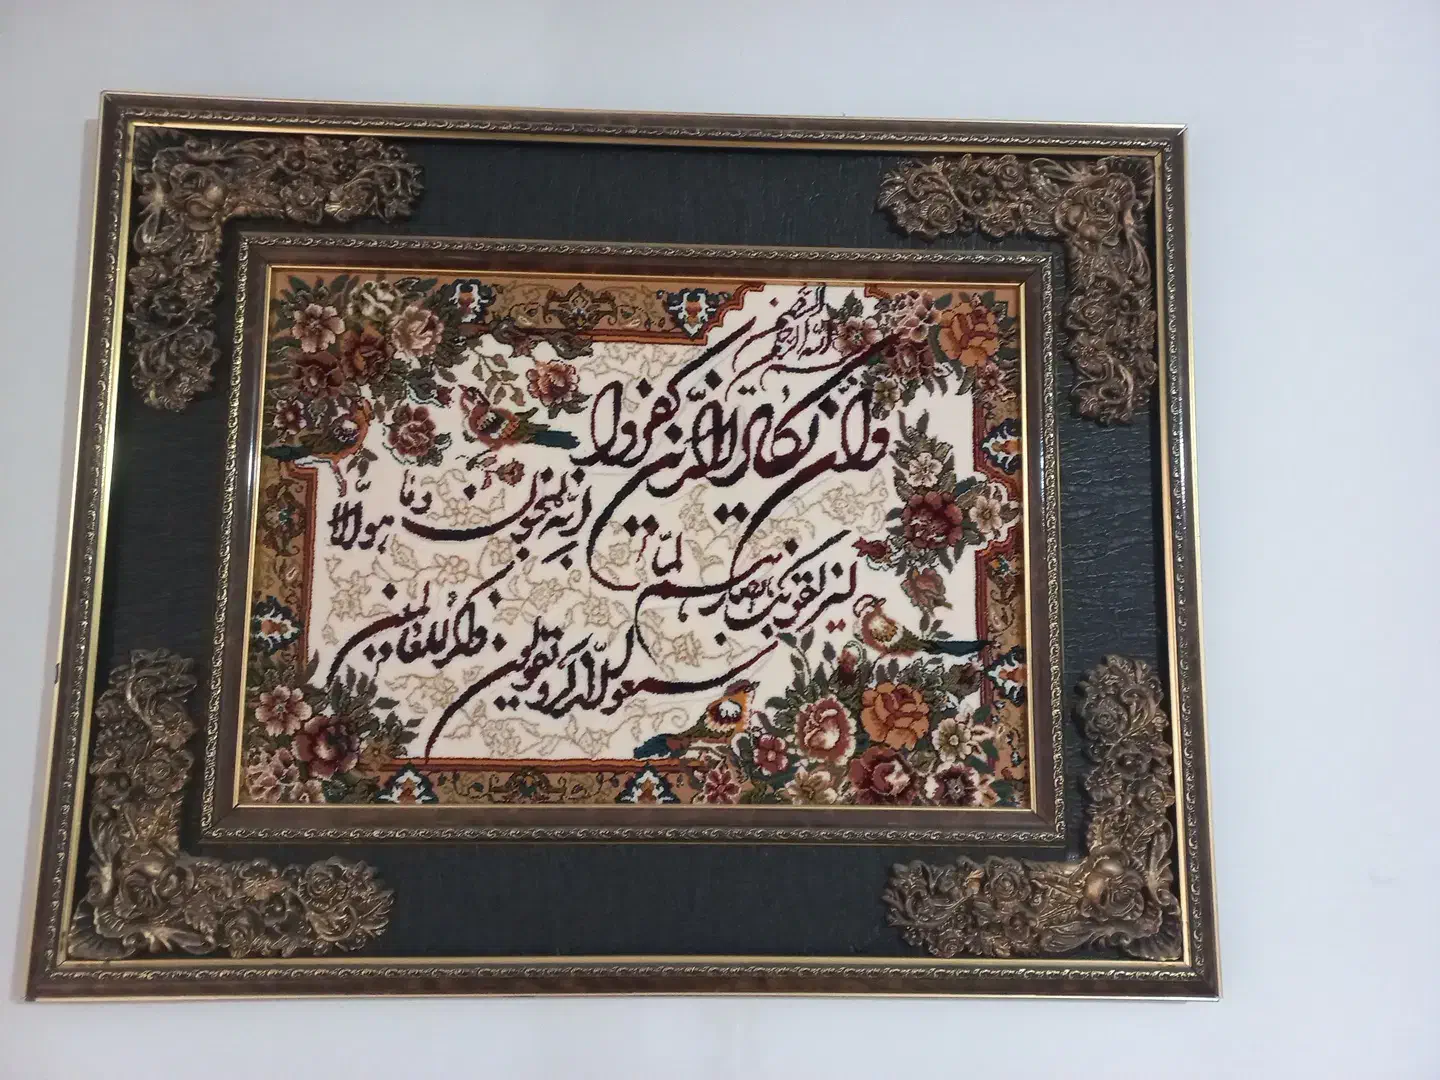 بسم الله الرحمن الرحیم
وان یکاد الذین کفروا
لیزلقونک بابصارهم لما
سمعوا الذکر و یقولون
انه لمجنون وما هو الا
ذکر للعالمین